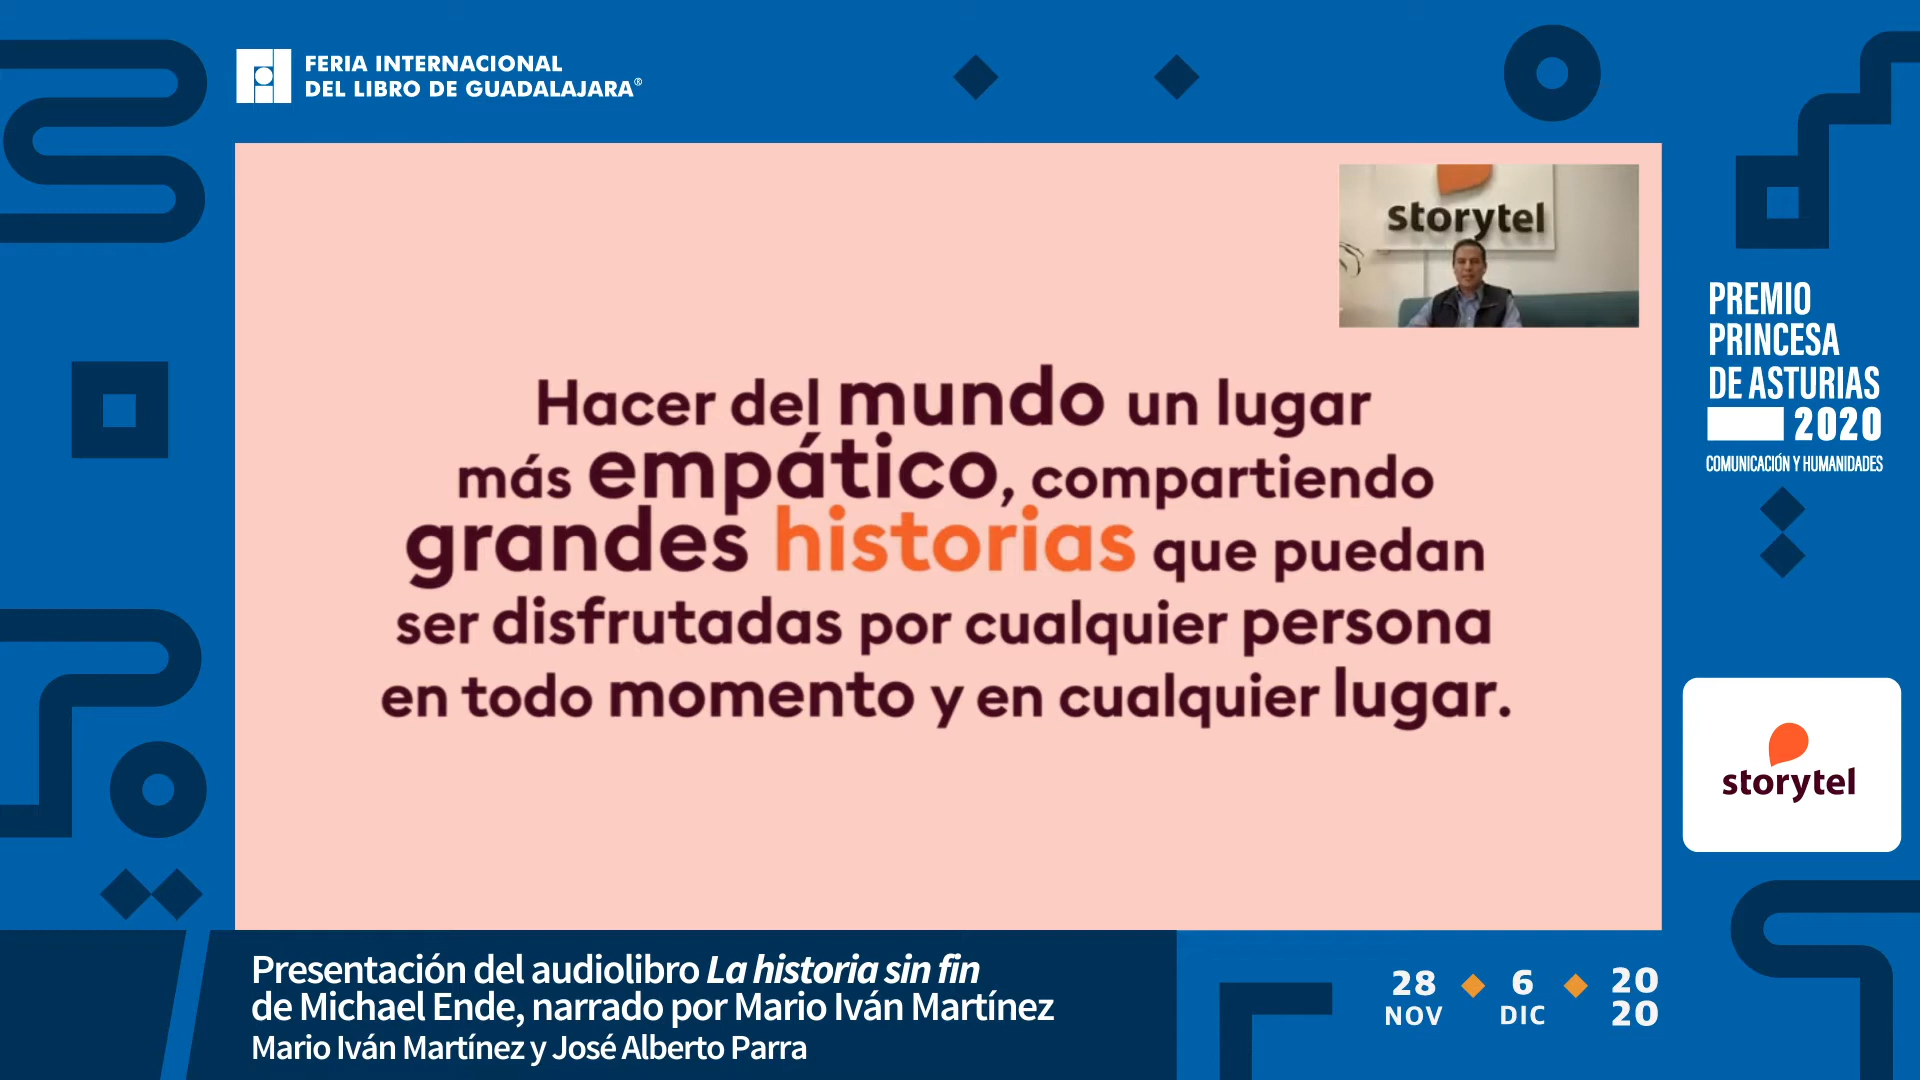 FERIA INTERNACIONAL
DEL LIBRO DE GUADALAJARA®
storytel
Hacer del mundo un lugar
más empático, compartiendo
grandes historias que puedan
ser disfrutadas por cualquier persona
en todo momento y en cualquier lugar.
PREMIO
PRINCESA
DE ASTURIAS
2020
COMUNICACIÓN Y HUMANIDADES
storytel
Presentación del audiolibro La historia sin fin
de Michael Ende, narrado por Mario Iván Martínez
Mario Iván Martínez y José Alberto Parra
28 NOV
6 DIC
20
20